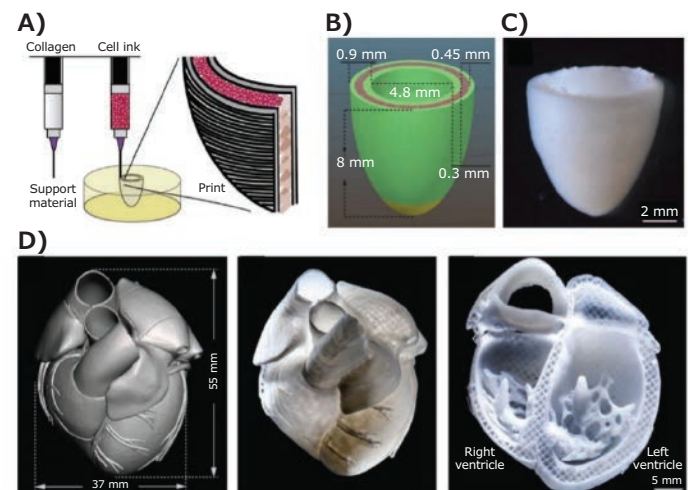 A)
Collagen Cell ink
Support
material
Print
B)
0.9 mm 0.45 mm
4.8 mm
8 mm
0.3 mm
C)
2 mm
D)
55 mm
37 mm
Right
ventricle
Left
ventricle
5 mm